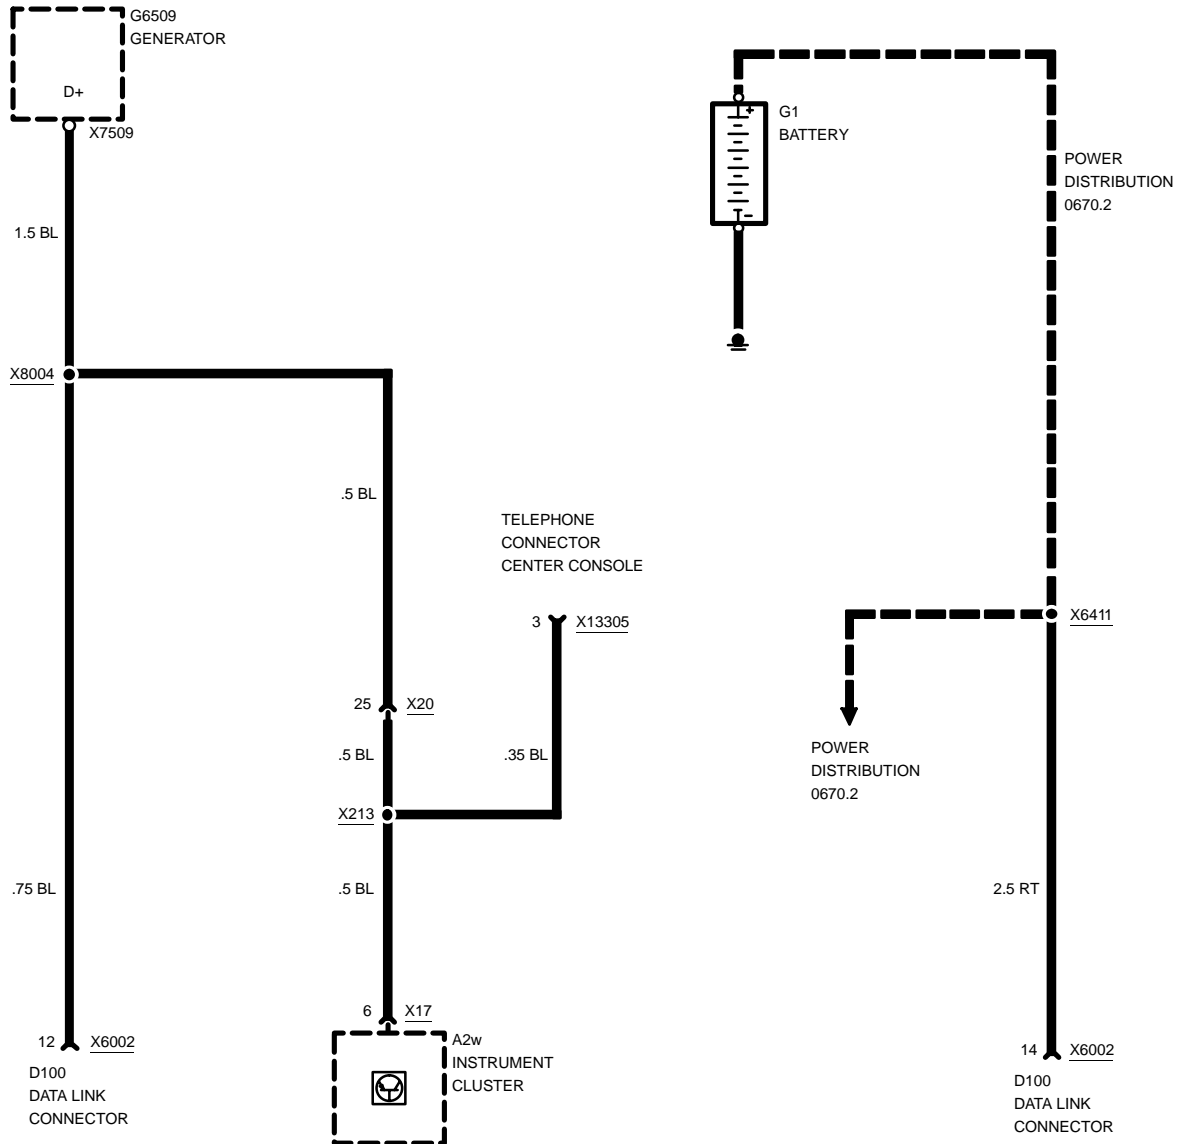 G6509
GENERATOR
D+
X7509
1.5 BL
X8004
.5 BL
TELEPHONE
CONNECTOR
CENTER CONSOLE
3 X13305
25 X20
.5 BL
.35 BL
X213
.75 BL
.5 BL
6 X17
12 X6002
D100
DATA LINK
CONNECTOR
A2w
INSTRUMENT
CLUSTER
+
G1
BATTERY
-
POWER
DISTRIBUTION
0670.2
X6411
POWER
DISTRIBUTION
0670.2
2.5 RT
14 X6002
D100
DATA LINK
CONNECTOR